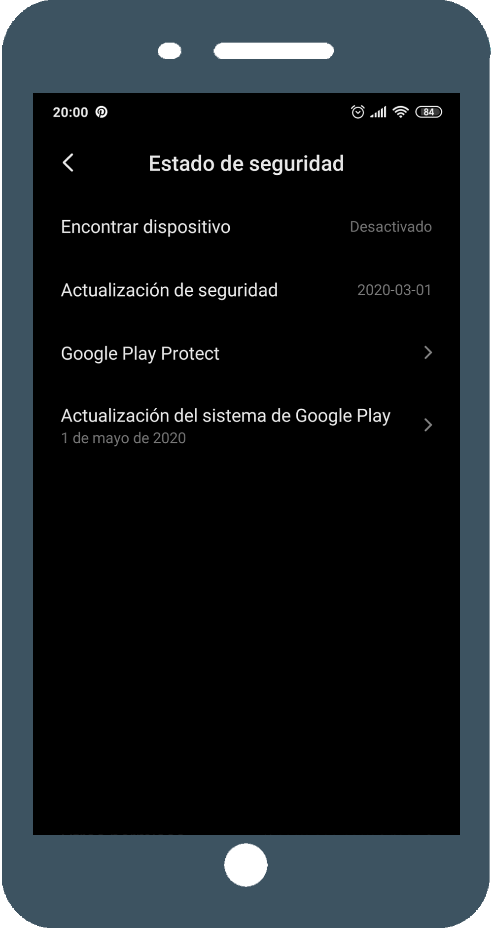 20:00 84
Estado de seguridad
Encontrar dispositivo Desactivado
Actualización de seguridad 2020-03-01
Google Play Protect
Actualización del sistema de Google Play
1 de mayo de 2020